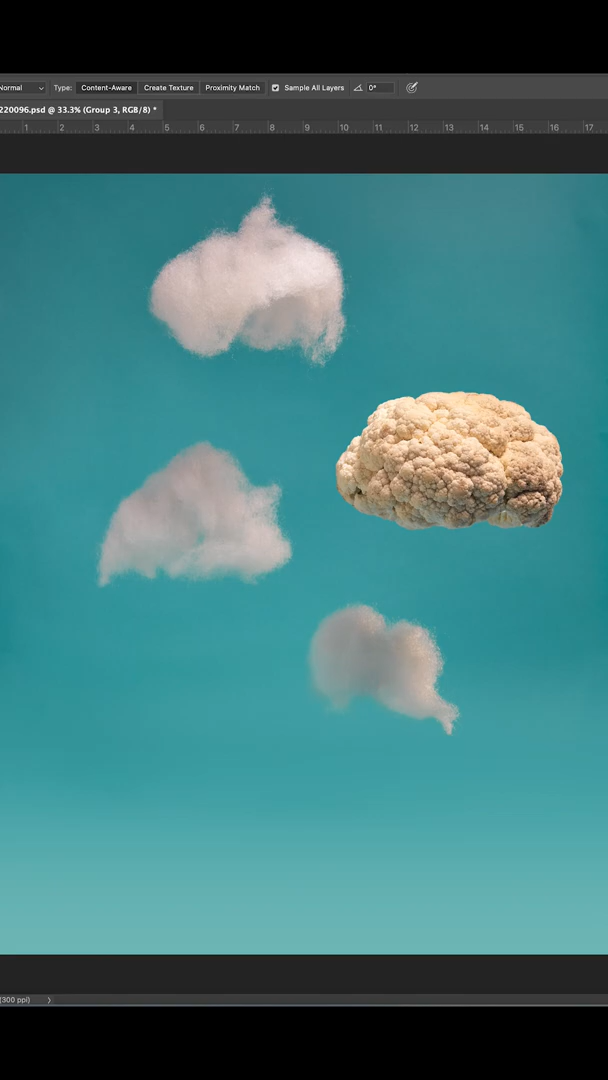 Normal Type: Content-Aware Create Texture Proximity Match Sample All Layers 0°
220096.psd @ 33.3% (Group 3, RGB/8) *
1 2 3 4 5 6 7 8 9 10 11 12 13 14 15 16 17
(300 ppi)